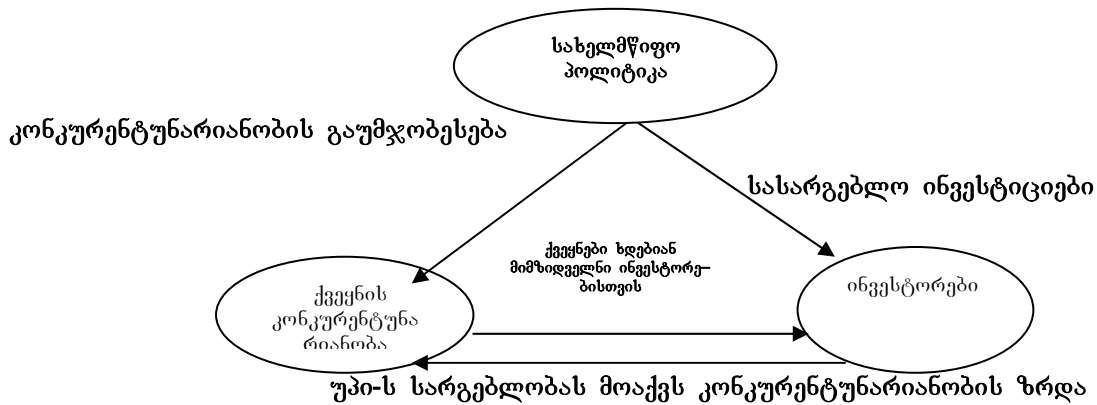 სახელმწიფო
პოლიტიკა
კონკურენტუნარიანობის გაუმჯობესება
სასარგებლო ინვესტიციები
ქვეყნები ხდებიან
მიმზიდველნი ინვესტორე–
ბისთვის
ინვესტორები
ქვეყნის
კონკურენტუნა
რიანობა
უპი-ს სარგებლობას მოაქვს კონკურენტუნარიანობის ზრდა